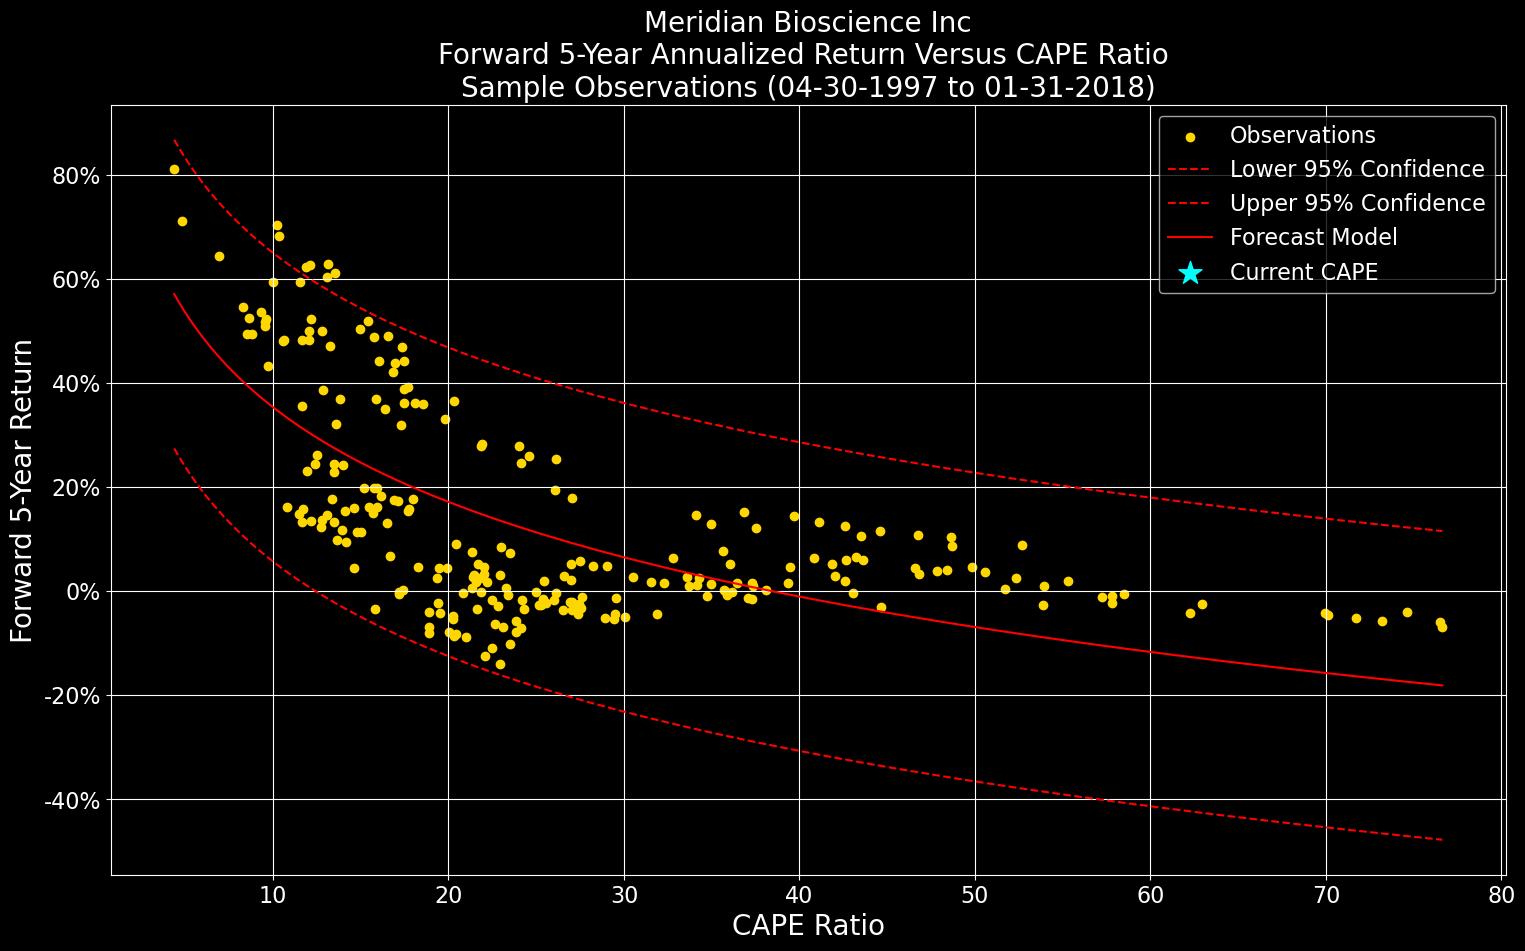 Meridian Bioscience Inc
Forward 5-Year Annualized Return Versus CAPE Ratio
Sample Observations (04-30-1997 to 01-31-2018)
Observations
Lower 95% Confidence
Upper 95% Confidence
Forecast Model
Current CAPE
Forward 5-Year Return
80%
60%
40%
20%
0%
-20%
-40%
10 20 30 40 50 60 70 80
CAPE Ratio